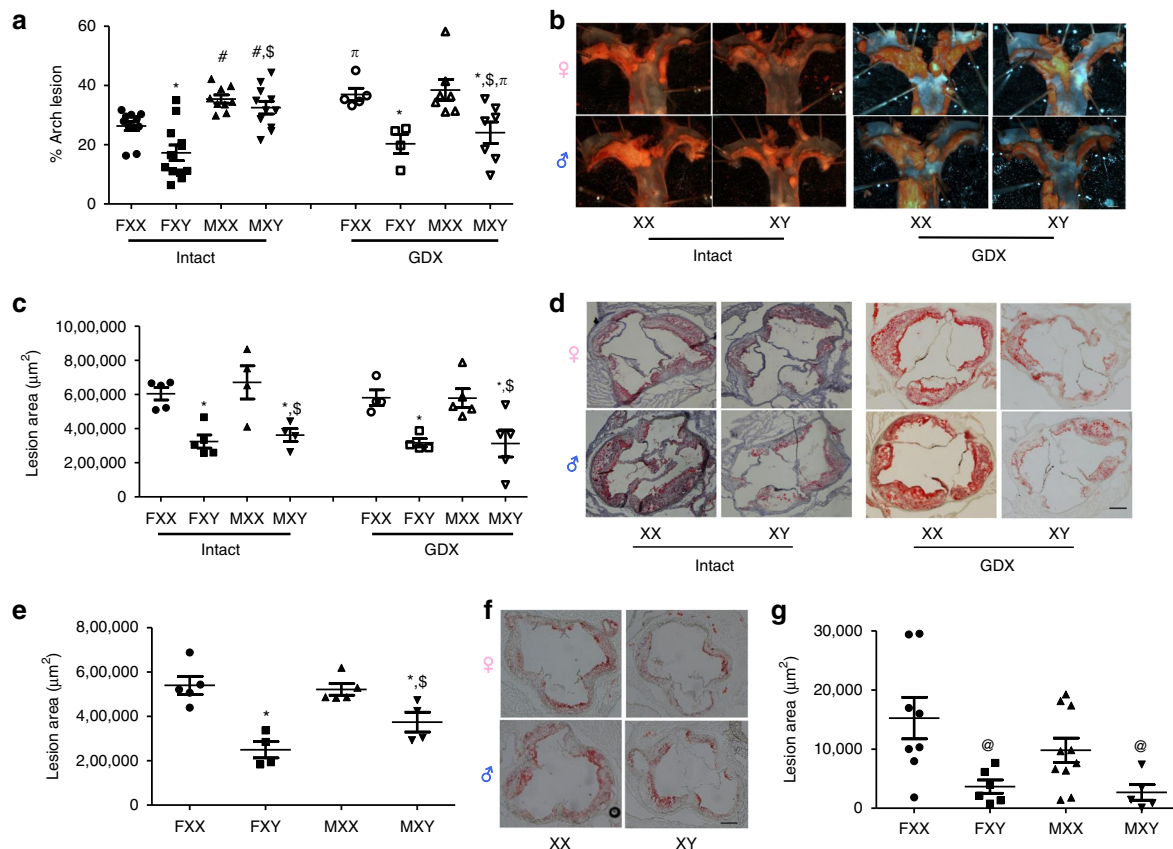 a
% Arch lesion
60
40
20
0
*
#
#,$
π
*
*,$,π
FXX FXY MXX MXY FXX FXY MXX MXY
Intact GDX
b
♀
♂
XX XY XX XY
Intact GDX
c
Lesion area (μm²)
10,00,000
8,00,000
6,00,000
4,00,000
2,00,000
0
*
*,$
*
*,$
FXX FXY MXX MXY FXX FXY MXX MXY
Intact GDX
d
♀
♂
XX XY XX XY
Intact GDX
e
Lesion area (μm²)
8,00,000
6,00,000
4,00,000
2,00,000
0
*
*,$
FXX FXY MXX MXY
f
♀
♂
XX XY
g
Lesion area (μm²)
30,000
20,000
10,000
0
@
@
FXX FXY MXX MXY